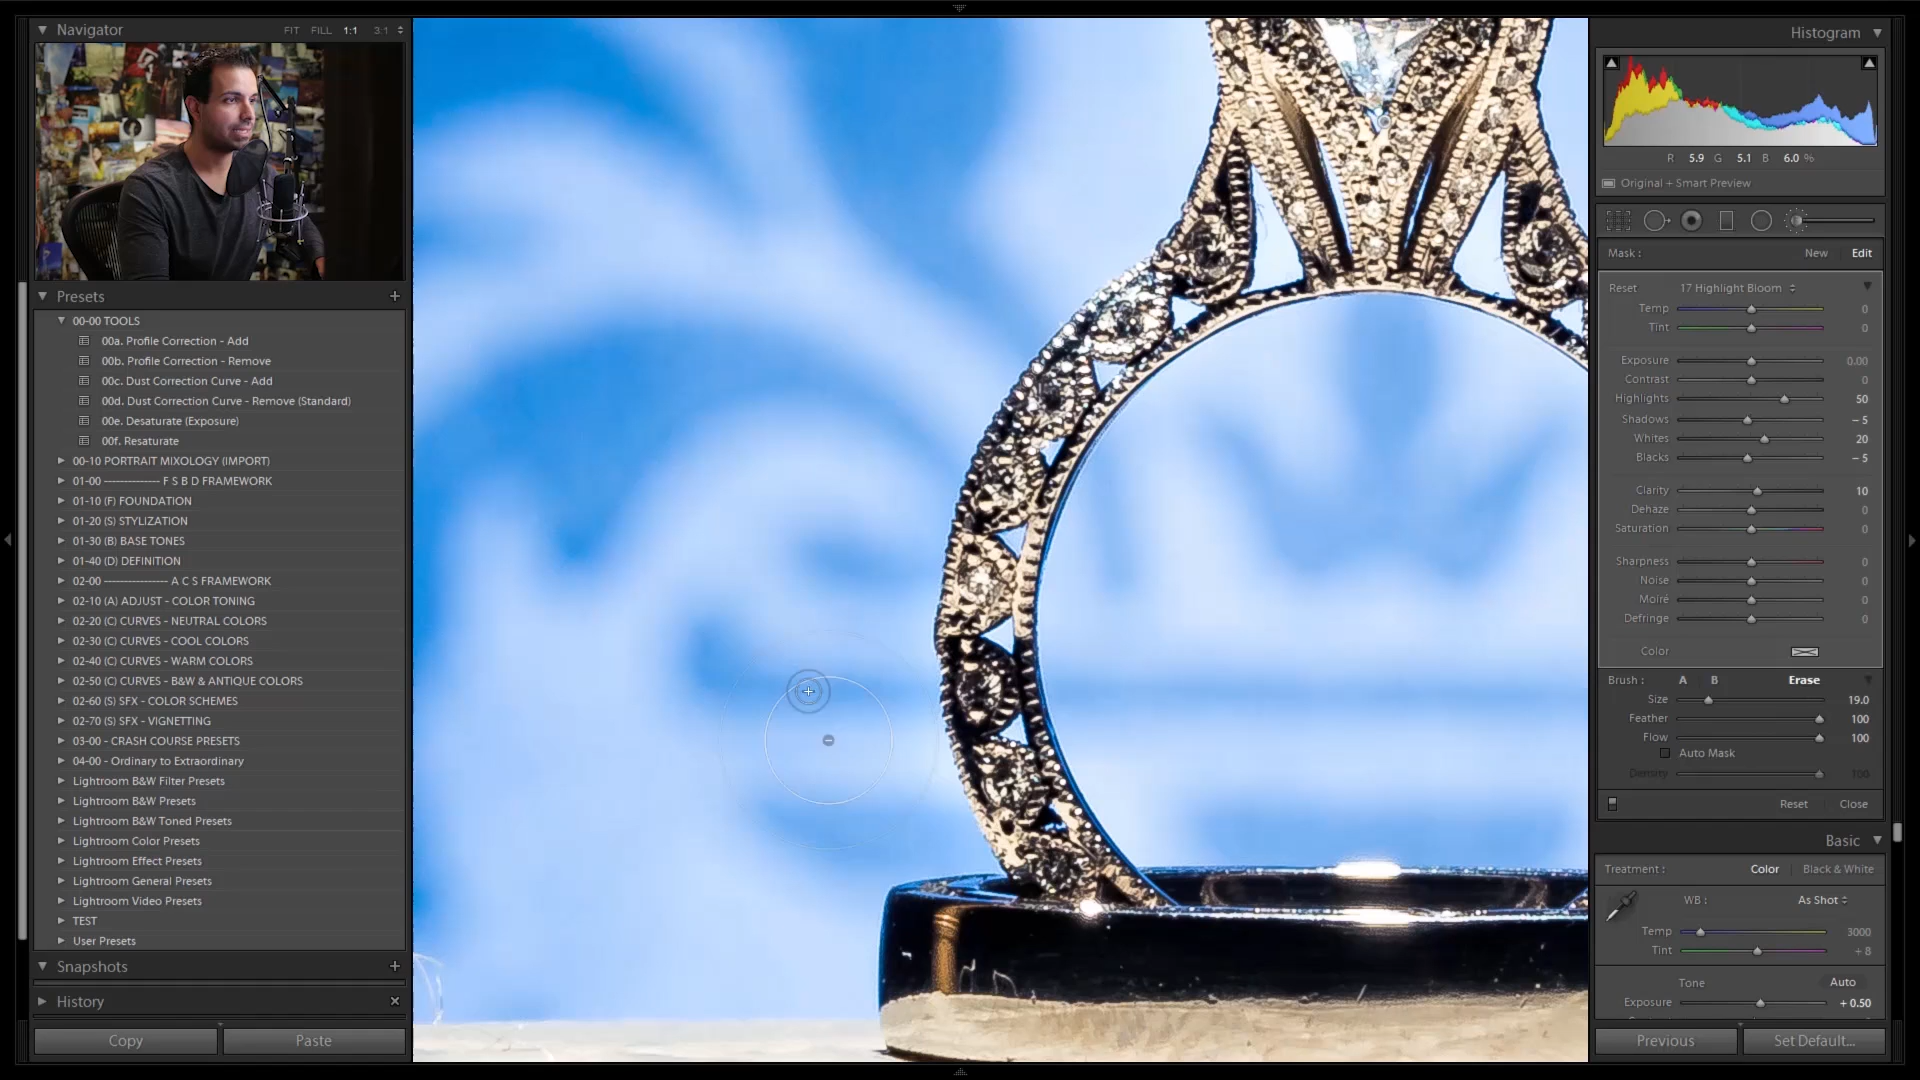 Navigator
FIT FILL 1:1 3:1
Presets +
00-00 TOOLS
00a. Profile Correction - Add
00b. Profile Correction - Remove
00c. Dust Correction Curve - Add
00d. Dust Correction Curve - Remove (Standard)
00e. Desaturate (Exposure)
00f. Resaturate
00-10 PORTRAIT MIXOLOGY (IMPORT)
01-00 -------------- F S B D FRAMEWORK
01-10 (F) FOUNDATION
01-20 (S) STYLIZATION
01-30 (B) BASE TONES
01-40 (D) DEFINITION
02-00 ---------------- A C S FRAMEWORK
02-10 (A) ADJUST - COLOR TONING
02-20 (C) CURVES - NEUTRAL COLORS
02-30 (C) CURVES - COOL COLORS
02-40 (C) CURVES - WARM COLORS
02-50 (C) CURVES - B&W & ANTIQUE COLORS
02-60 (S) SFX - COLOR SCHEMES
02-70 (S) SFX - VIGNETTING
03-00 - CRASH COURSE PRESETS
04-00 - Ordinary to Extraordinary
Lightroom B&W Filter Presets
Lightroom B&W Presets
Lightroom B&W Toned Presets
Lightroom Color Presets
Lightroom Effect Presets
Lightroom General Presets
Lightroom Video Presets
TEST
User Presets
Snapshots +
History ×
Copy Paste
Histogram
R 5.9 G 5.1 B 6.0 %
Original + Smart Preview
Mask : New Edit
Reset 17 Highlight Bloom
Temp 0
Tint 0
Exposure 0.00
Contrast 0
Highlights 50
Shadows – 5
Whites 20
Blacks – 5
Clarity 10
Dehaze 0
Saturation 0
Sharpness 0
Noise 0
Moiré 0
Defringe 0
Color
Brush : A B Erase
Size 19.0
Feather 100
Flow 100
Auto Mask
Density 100
Reset Close
Basic
Treatment : Color Black & White
WB : As Shot
Temp 3000
Tint + 8
Tone Auto
Exposure + 0.50
Previous Set Default...